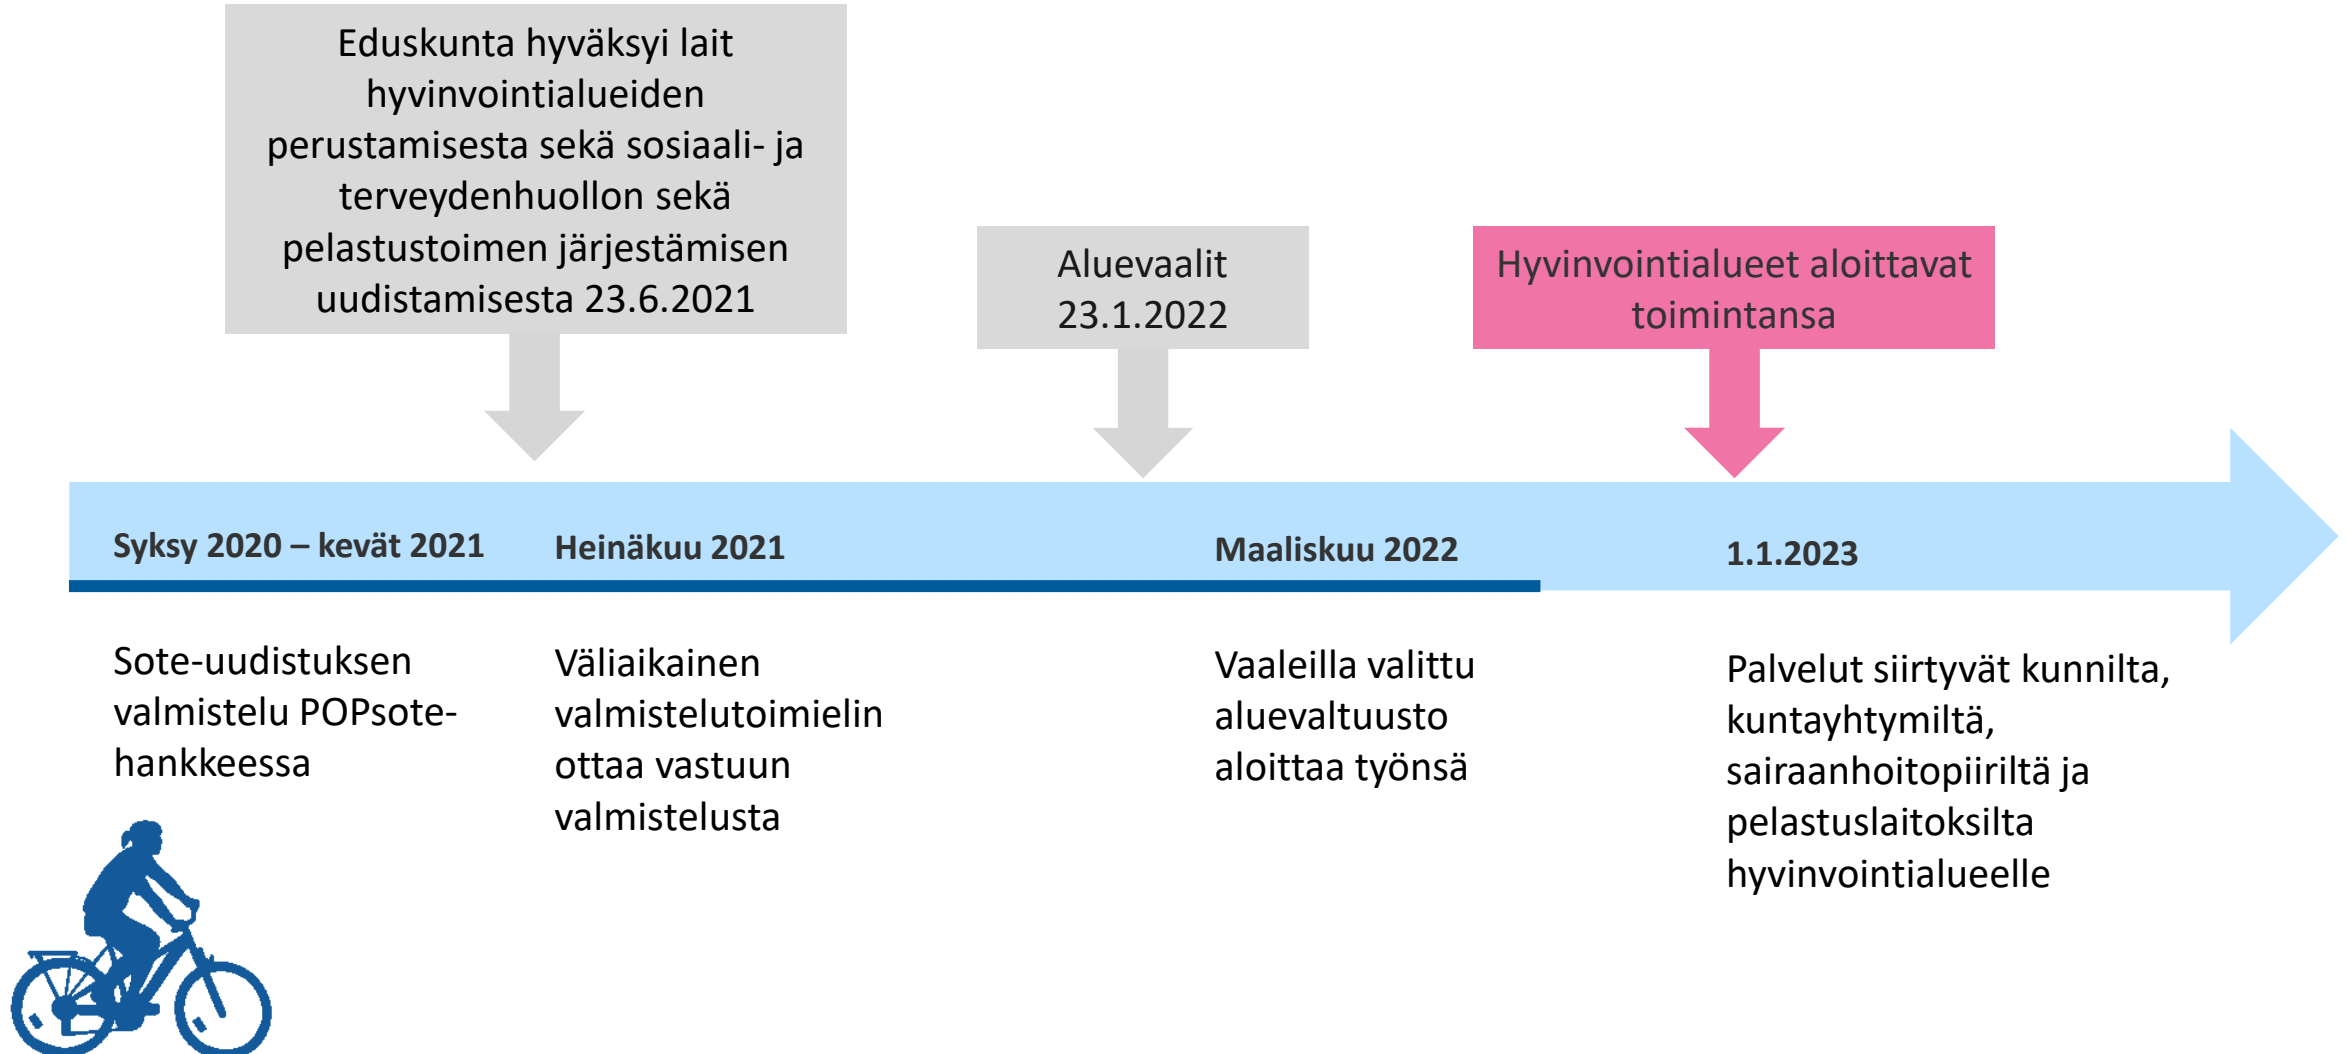 Eduskunta hyväksyi lait
hyvinvointialueiden
perustamisesta sekä sosiaali- ja
terveydenhuollon sekä
pelastustoimen järjestämisen
uudistamisesta 23.6.2021
Aluevaalit
23.1.2022
Hyvinvointialueet aloittavat
toimintansa
Syksy 2020 – kevät 2021
Heinäkuu 2021
Maaliskuu 2022
1.1.2023
Sote-uudistuksen
valmistelu POPsote-
hankkeessa
Väliaikainen
valmistelutoimielin
ottaa vastuun
valmistelusta
Vaaleilla valittu
aluevaltuusto
aloittaa työnsä
Palvelut siirtyvät kunnilta,
kuntayhtymiltä,
sairaanhoitopiiriltä ja
pelastuslaitoksilta
hyvinvointialueelle